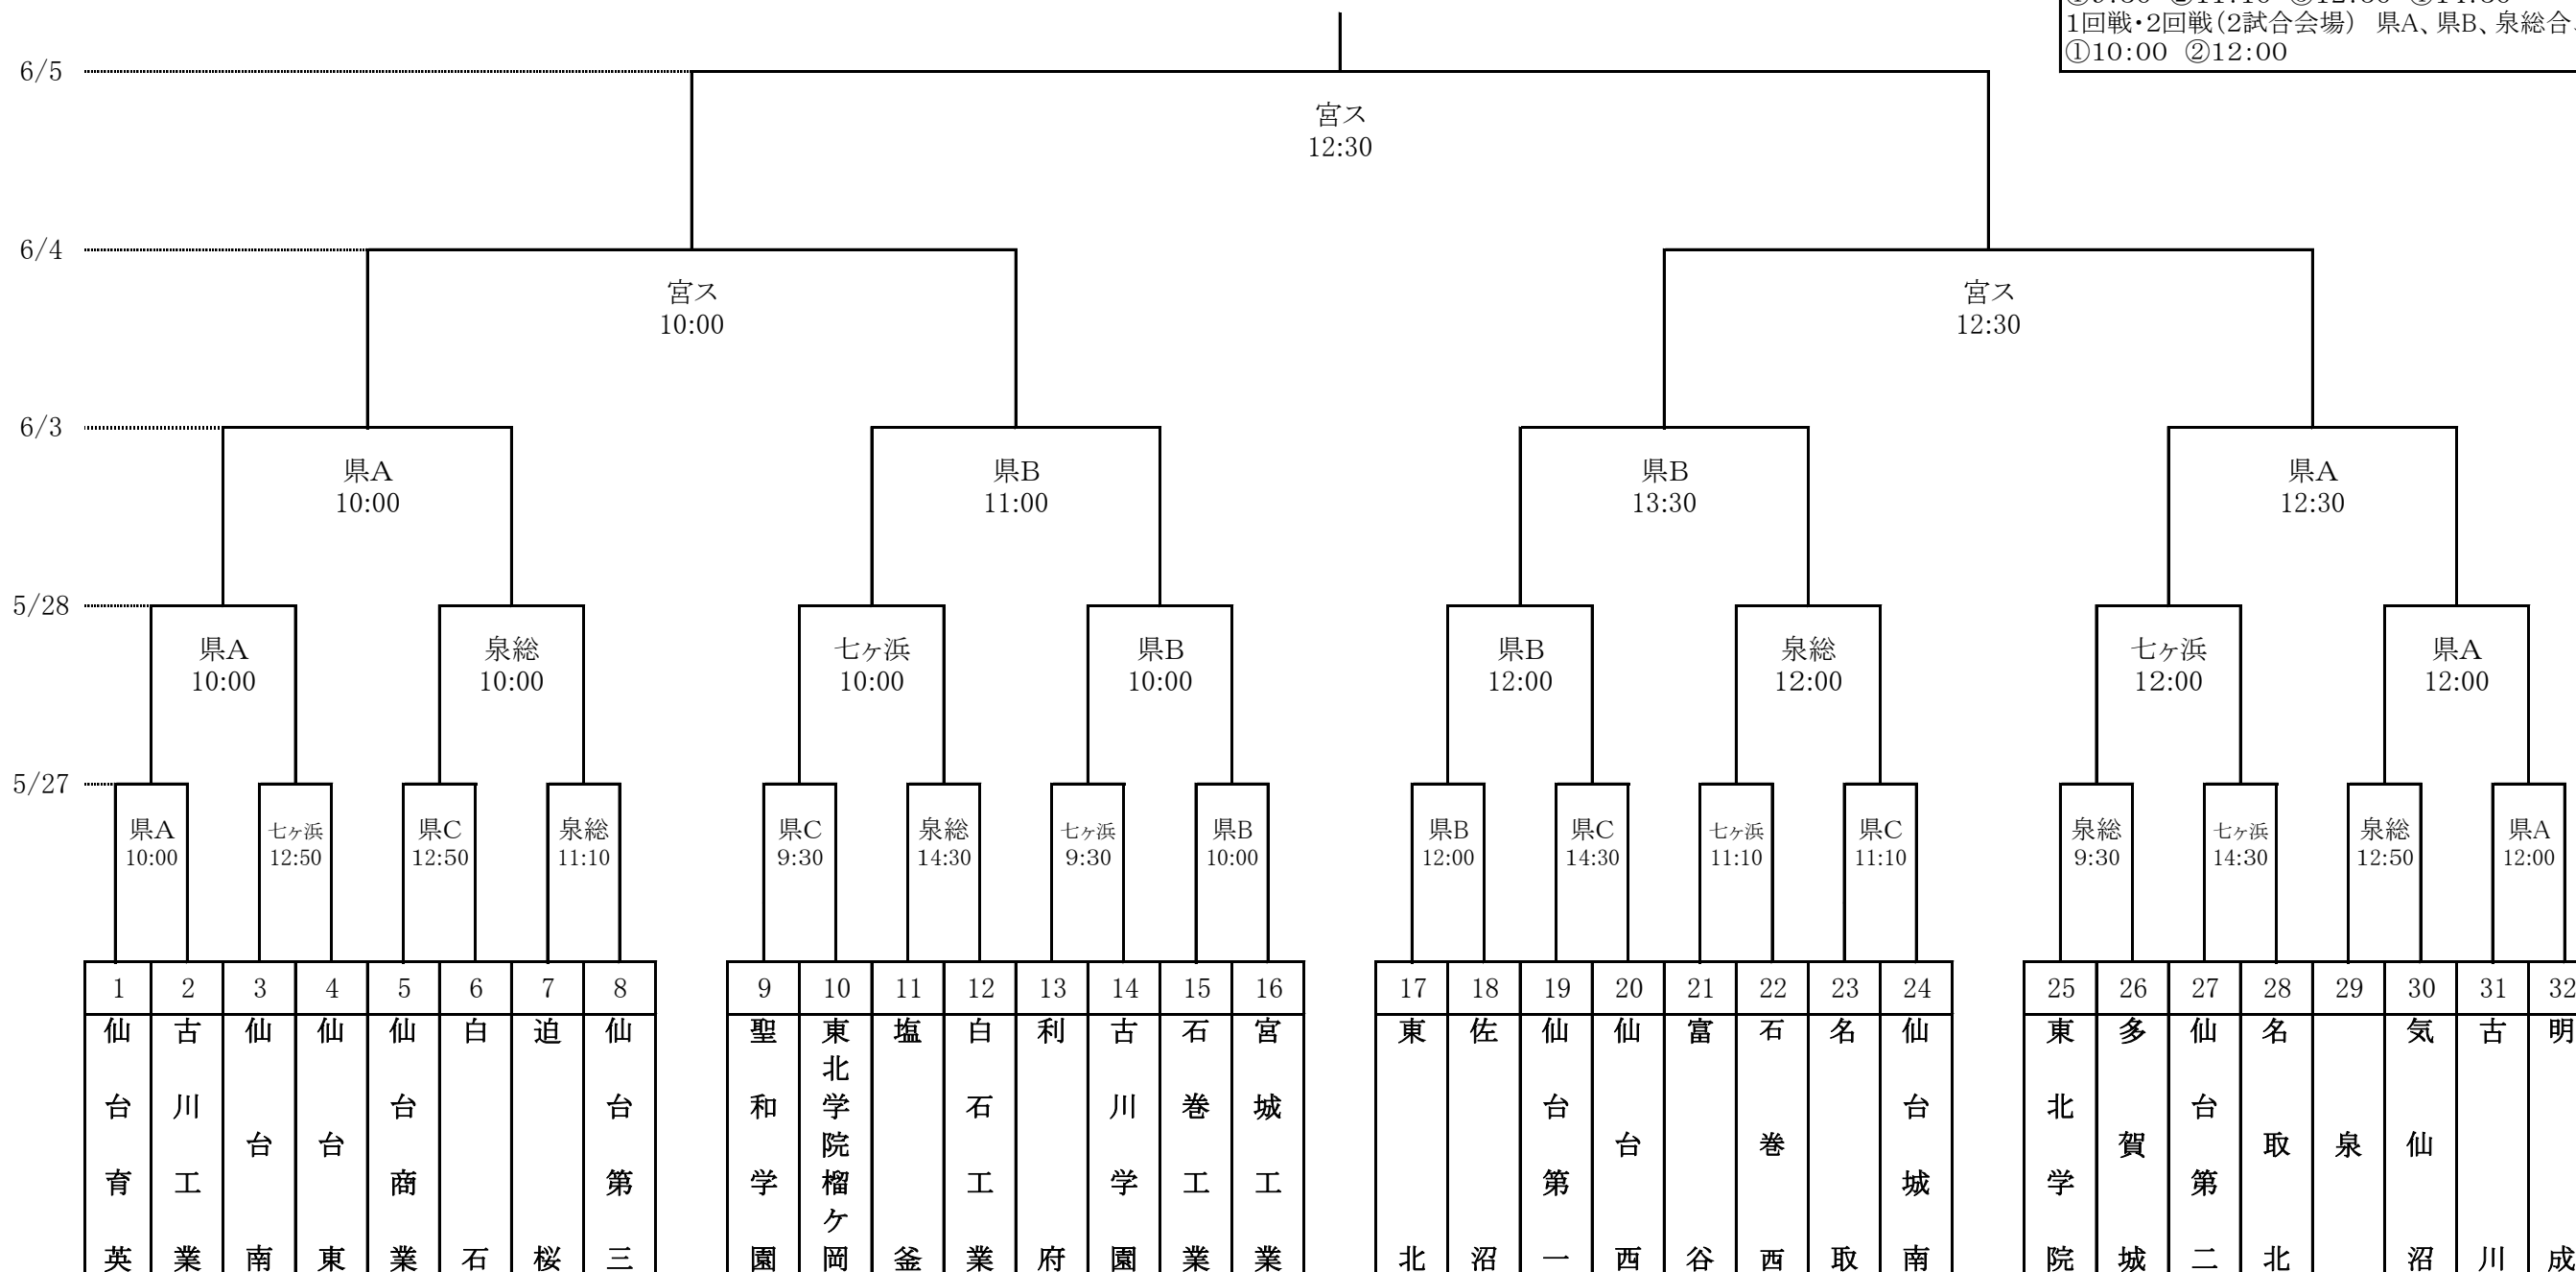 ①9:30 ②11:10 ③12:50 ④14:30
1回戦・2回戦（2試合会場） 県A、県B、泉総合、
①10:00 ②12:00
6/5
宮ス
12:30
6/4
宮ス 宮ス
10:00 12:30
6/3
県A 県B 県B 県A
10:00 11:00 13:30 12:30
5/28
県A 泉総 七ヶ浜 県B 県B 泉総 七ヶ浜 県A
10:00 10:00 10:00 10:00 12:00 12:00 12:00 12:00
5/27
県A 七ヶ浜 県C 泉総 県C 泉総 七ヶ浜 県B 県B 県C 七ヶ浜 県C 泉総 七ヶ浜 泉総 県A
10:00 12:50 12:50 11:10 9:30 14:30 9:30 10:00 12:00 14:30 11:10 11:10 9:30 14:30 12:50 12:00
1 2 3 4 5 6 7 8 9 10 11 12 13 14 15 16 17 18 19 20 21 22 23 24 25 26 27 28 29 30 31 32
仙台育英
古川工業
仙台南
仙台東
仙台商業
白石
迫桜
仙台第三
聖和学園
東北学院榴ケ岡
塩釜
白石工業
利府
古川学園
石巻工業
宮城工業
東北
佐沼
仙台第一
仙台西
富谷
石巻西
名取
仙台城南
東北学院
多賀城
仙台第二
名取北
泉
気仙沼
古川
明成